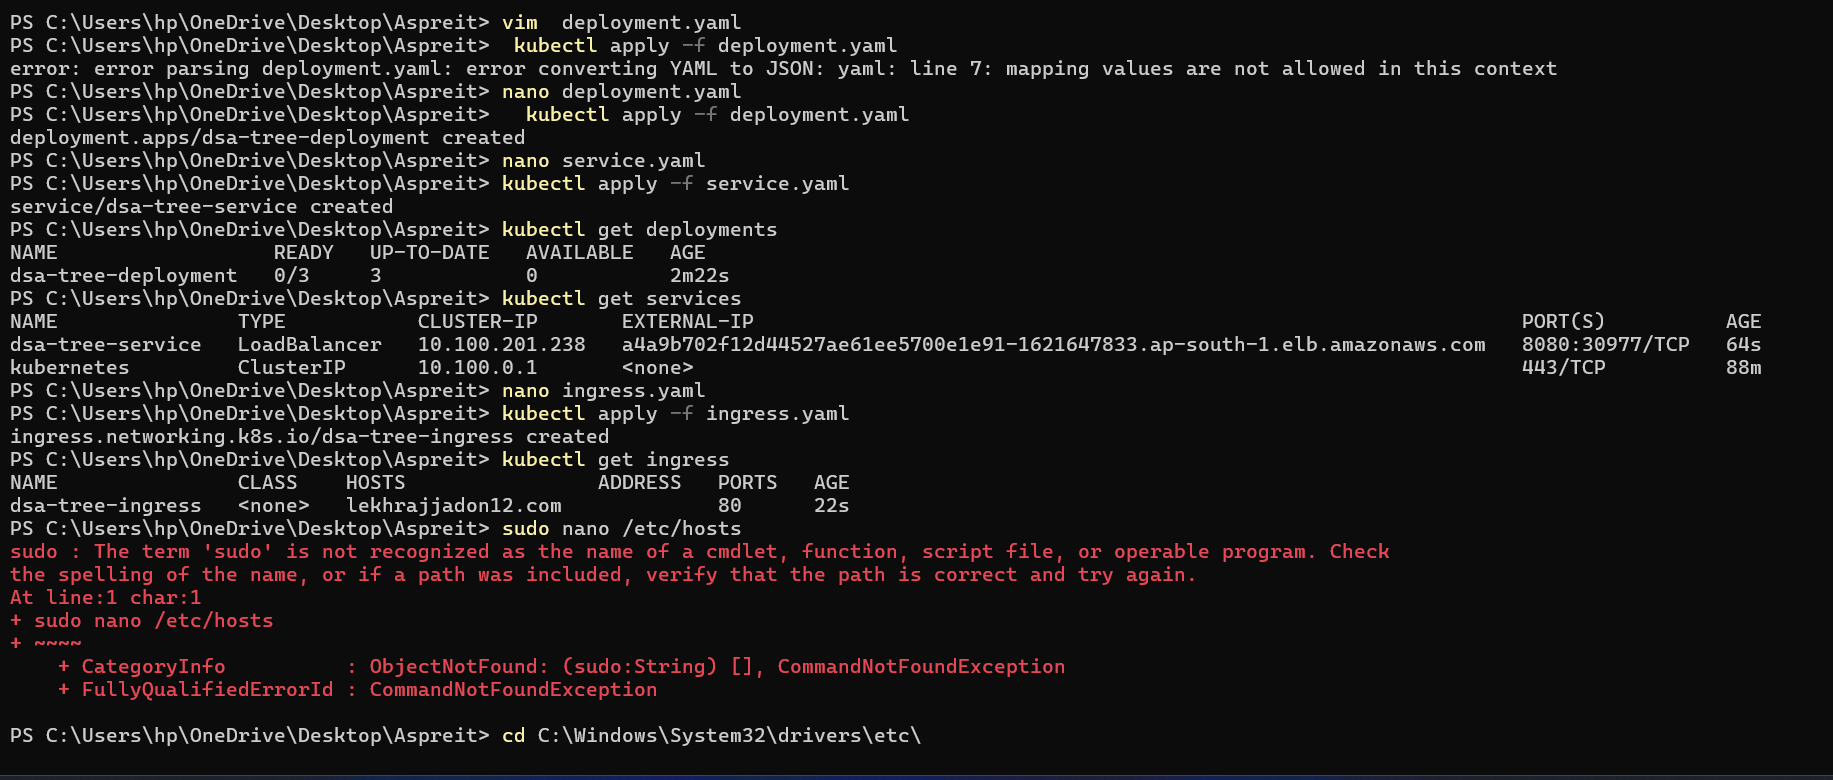 PS C:\Users\hp\OneDrive\Desktop\Aspreit> vim  deployment.yaml
PS C:\Users\hp\OneDrive\Desktop\Aspreit>  kubectl apply -f deployment.yaml
error: error parsing deployment.yaml: error converting YAML to JSON: yaml: line 7: mapping values are not allowed in this context
PS C:\Users\hp\OneDrive\Desktop\Aspreit> nano deployment.yaml
PS C:\Users\hp\OneDrive\Desktop\Aspreit>   kubectl apply -f deployment.yaml
deployment.apps/dsa-tree-deployment created
PS C:\Users\hp\OneDrive\Desktop\Aspreit> nano service.yaml
PS C:\Users\hp\OneDrive\Desktop\Aspreit> kubectl apply -f service.yaml
service/dsa-tree-service created
PS C:\Users\hp\OneDrive\Desktop\Aspreit> kubectl get deployments
NAME                  READY   UP-TO-DATE   AVAILABLE   AGE
dsa-tree-deployment   0/3     3            0           2m22s
PS C:\Users\hp\OneDrive\Desktop\Aspreit> kubectl get services
NAME               TYPE           CLUSTER-IP       EXTERNAL-IP                                                                PORT(S)          AGE
dsa-tree-service   LoadBalancer   10.100.201.238   a4a9b702f12d44527ae61ee5700e1e91-1621647833.ap-south-1.elb.amazonaws.com   8080:30977/TCP   64s
kubernetes         ClusterIP      10.100.0.1       <none>                                                                     443/TCP          88m
PS C:\Users\hp\OneDrive\Desktop\Aspreit> nano ingress.yaml
PS C:\Users\hp\OneDrive\Desktop\Aspreit> kubectl apply -f ingress.yaml
ingress.networking.k8s.io/dsa-tree-ingress created
PS C:\Users\hp\OneDrive\Desktop\Aspreit> kubectl get ingress
NAME               CLASS    HOSTS                ADDRESS   PORTS   AGE
dsa-tree-ingress   <none>   lekhrajjadon12.com             80      22s
PS C:\Users\hp\OneDrive\Desktop\Aspreit> sudo nano /etc/hosts
sudo : The term 'sudo' is not recognized as the name of a cmdlet, function, script file, or operable program. Check
the spelling of the name, or if a path was included, verify that the path is correct and try again.
At line:1 char:1
+ sudo nano /etc/hosts
+ ~~~~
    + CategoryInfo          : ObjectNotFound: (sudo:String) [], CommandNotFoundException
    + FullyQualifiedErrorId : CommandNotFoundException
PS C:\Users\hp\OneDrive\Desktop\Aspreit> cd C:\Windows\System32\drivers\etc\